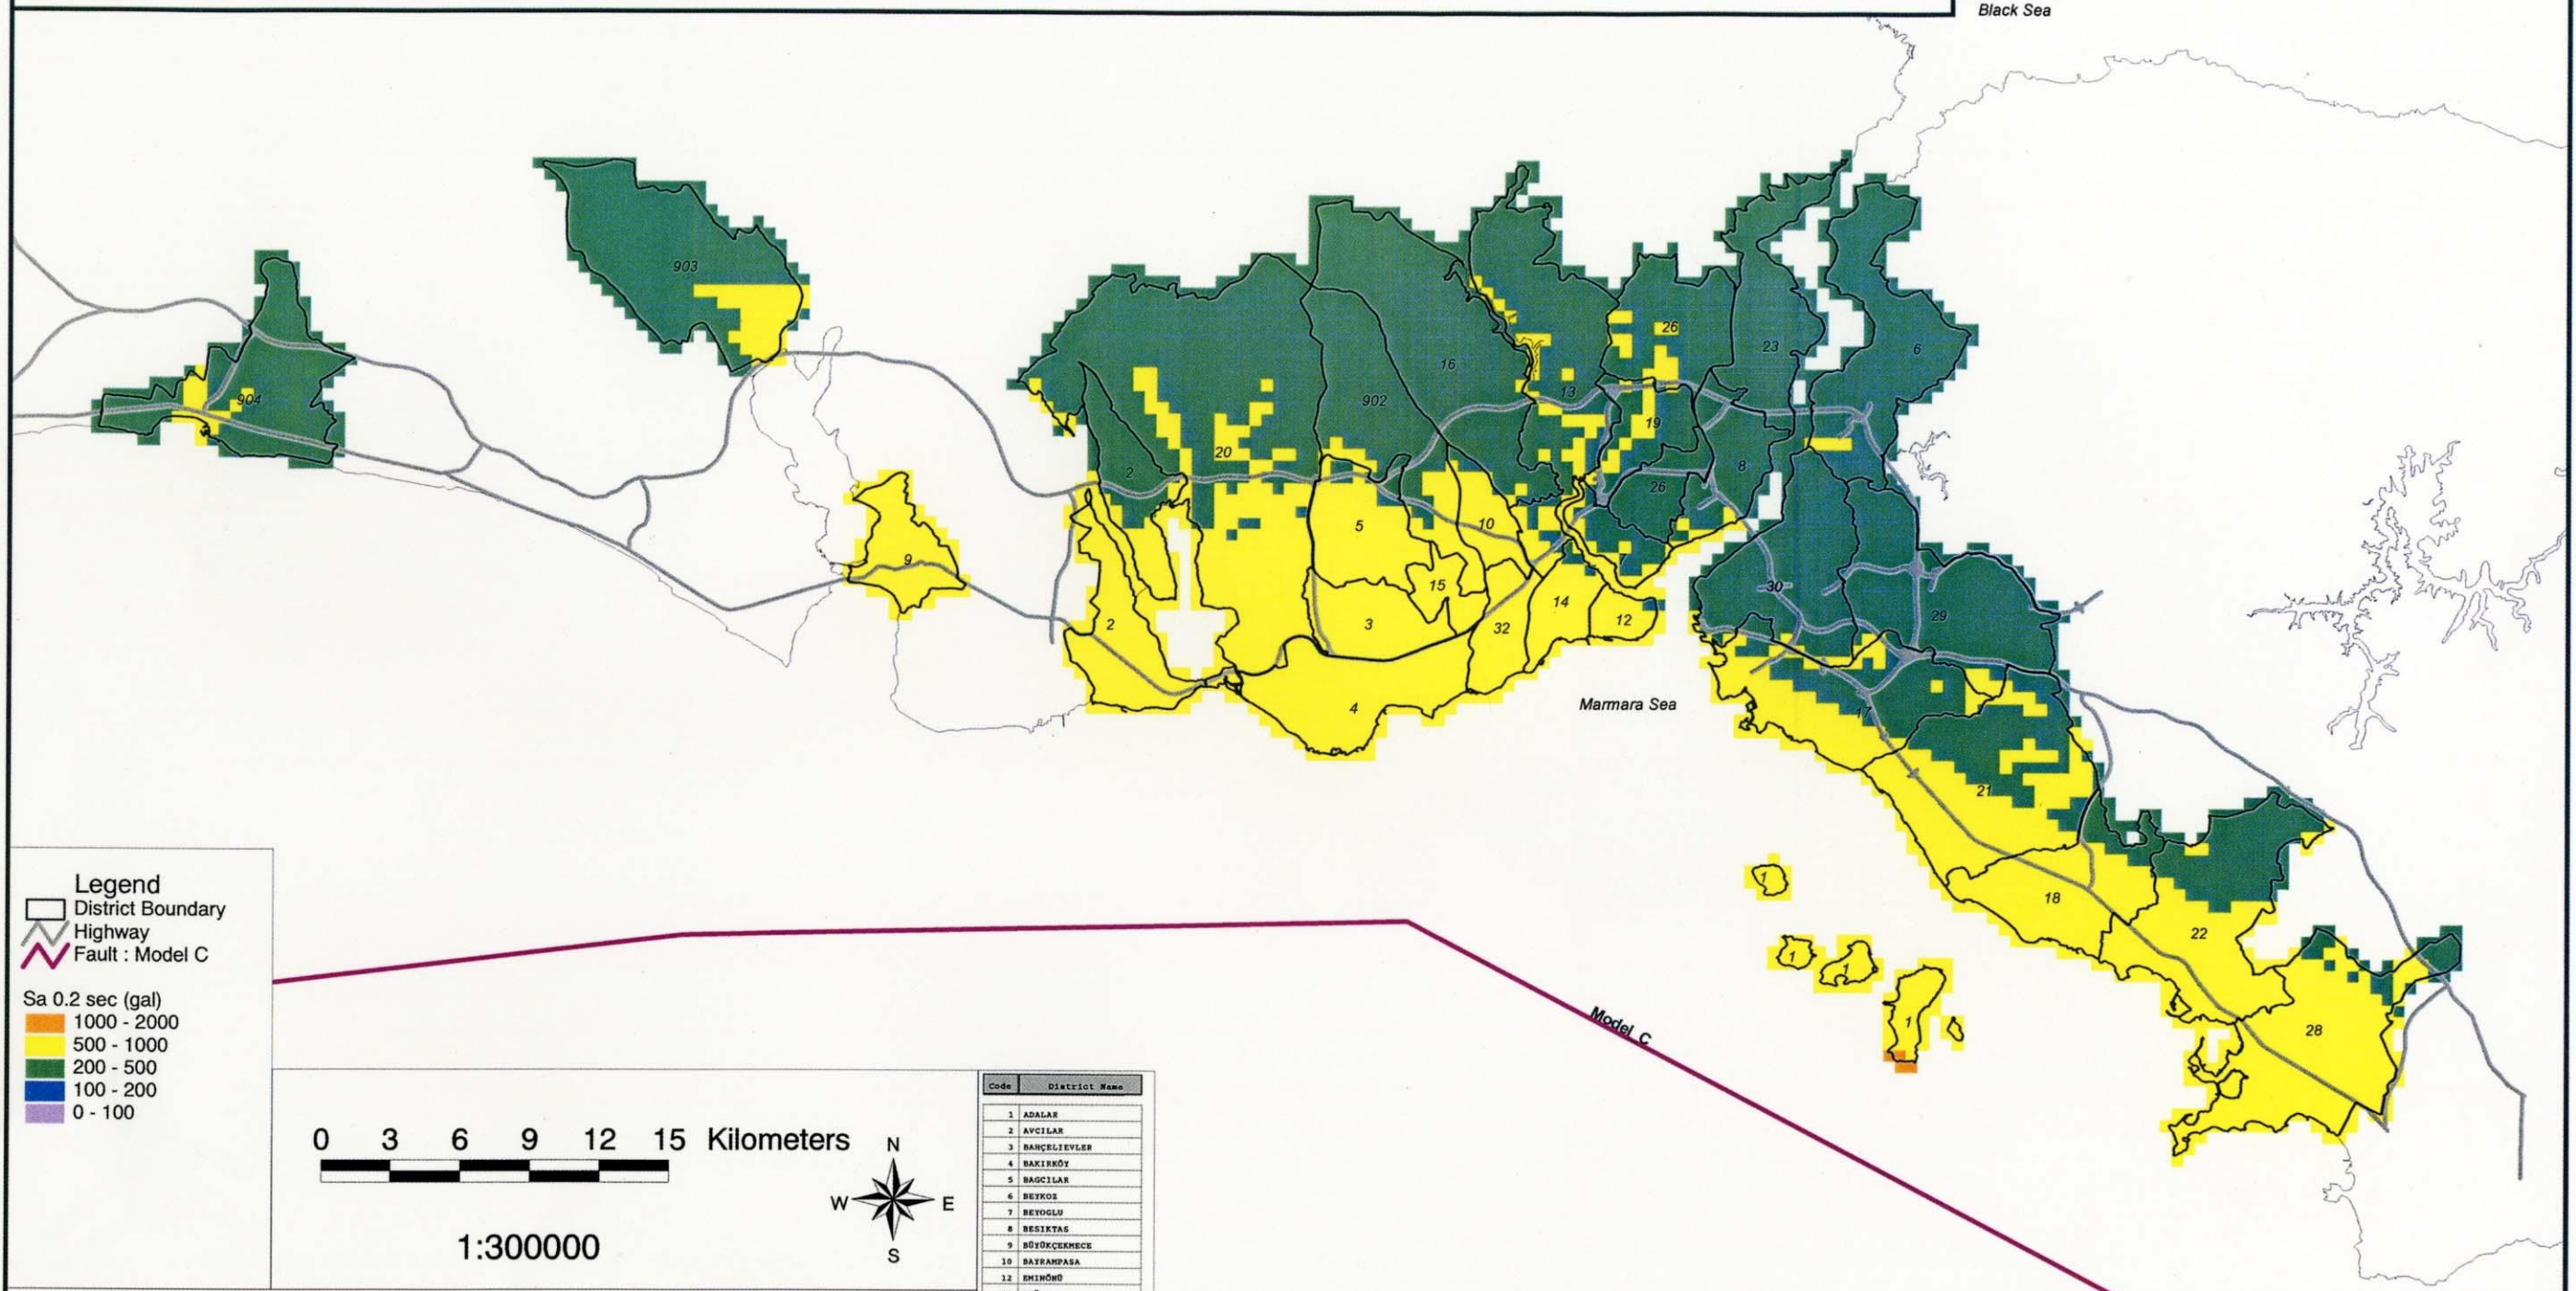 Black Sea
903
904
9
2
2
20
902
16
5
10
15
3
32
14
12
4
13
26
19
26
7
8
23
6
30
29
17
21
18
22
28
Marmara Sea
1
1
1
1
Model C
Legend
District Boundary
Highway
Fault : Model C
Sa 0.2 sec (gal)
1000 - 2000
500 - 1000
200 - 500
100 - 200
0 - 100
0 3 6 9 12 15 Kilometers
1:300000
N
W E
S
Code District Name
1 ADALAR
2 AVCILAR
3 BAHÇELIEVLER
4 BAKIRKÖY
5 BAGCILAR
6 BEYKOZ
7 BEYOGLU
8 BESIKTAS
9 BÜYÜKÇEKMECE
10 BAYRAMPASA
12 EMINÖNÜ